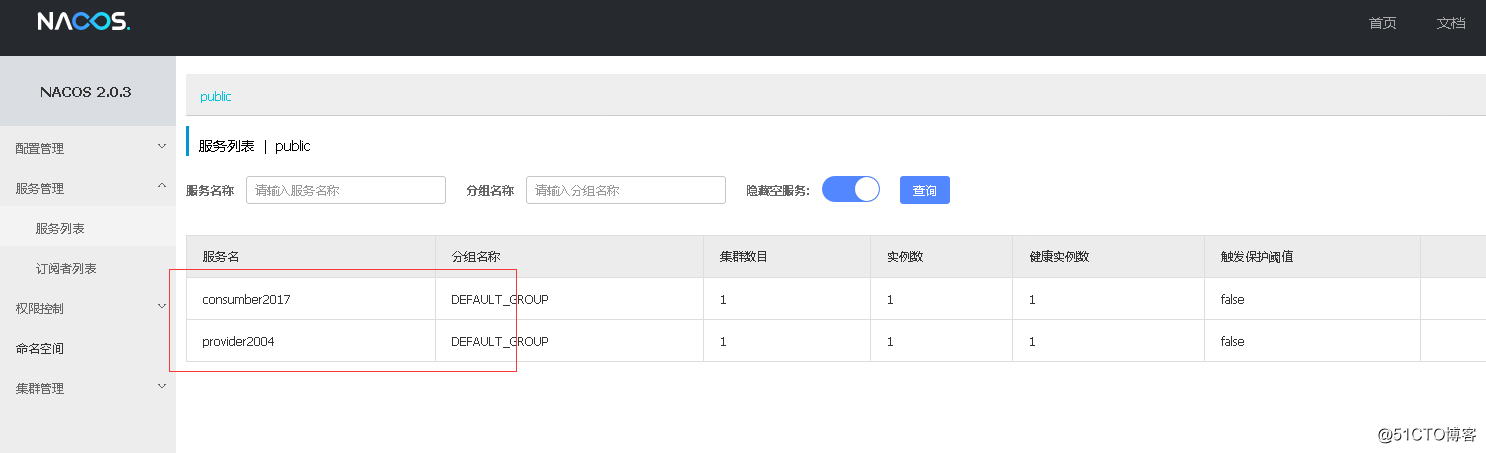 NACOS.
首页 文档
NACOS 2.0.3
配置管理
服务管理
服务列表
订阅者列表
权限控制
命名空间
集群管理
public
服务列表 | public
服务名称 请输入服务名称 分组名称 请输入分组名称 隐藏空服务: 查询
服务名 分组名称 集群数目 实例数 健康实例数 触发保护阈值
consumber2017 DEFAULT_GROUP 1 1 1 false
provider2004 DEFAULT_GROUP 1 1 1 false
@51CTO博客